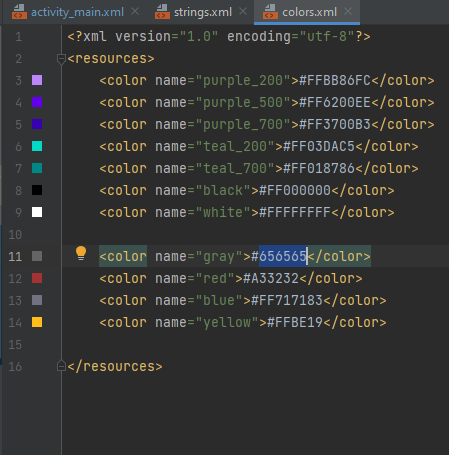 activity_main.xml strings.xml colors.xml
1 <?xml version="1.0" encoding="utf-8"?>
2 <resources>
3 <color name="purple_200">#FFBB86FC</color>
4 <color name="purple_500">#FF6200EE</color>
5 <color name="purple_700">#FF3700B3</color>
6 <color name="teal_200">#FF03DAC5</color>
7 <color name="teal_700">#FF018786</color>
8 <color name="black">#FF000000</color>
9 <color name="white">#FFFFFFFF</color>
10
11 <color name="gray">#656565</color>
12 <color name="red">#A33232</color>
13 <color name="blue">#FF717183</color>
14 <color name="yellow">#FFBE19</color>
15
16 </resources>